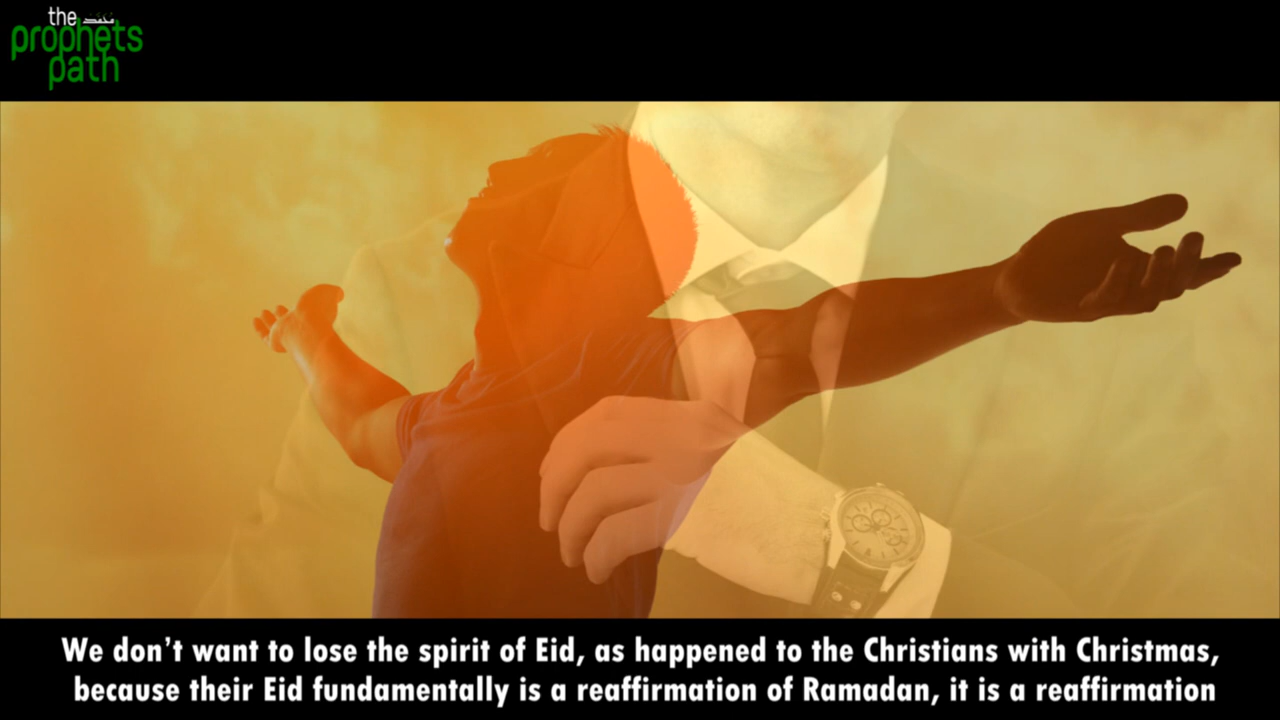 the محمد
prophets
path
We don't want to lose the spirit of Eid, as happened to the Christians with Christmas,
because their Eid fundamentally is a reaffirmation of Ramadan, it is a reaffirmation